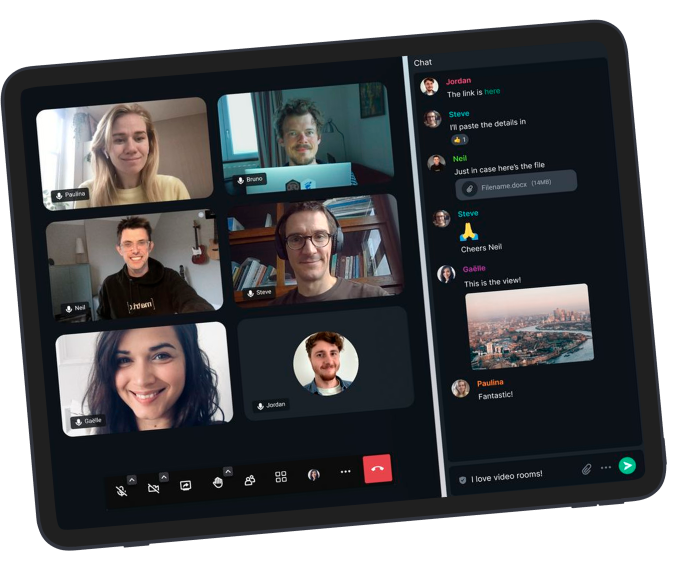 Chat
Paulina
Bruno
Neil
Steve
Gaëlle
Jordan
Jordan
The link is here
Steve
I'll paste the details in
👍 1
Neil
Just in case here's the file
Filename.docx (14MB)
Steve
🙏
Cheers Neil
Gaëlle
This is the view!
Paulina
Fantastic!
I love video rooms!